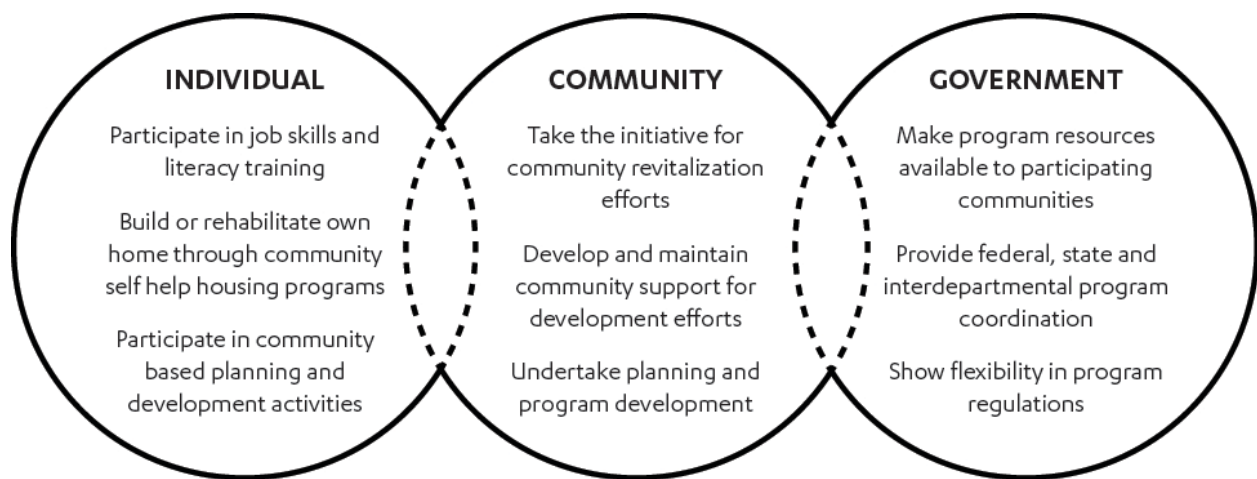 INDIVIDUAL
Participate in job skills and
literacy training
Build or rehabilitate own
home through community
self help housing programs
Participate in community
based planning and
development activities
COMMUNITY
Take the initiative for
community revitalization
efforts
Develop and maintain
community support for
development efforts
Undertake planning and
program development
GOVERNMENT
Make program resources
available to participating
communities
Provide federal, state and
interdepartmental program
coordination
Show flexibility in program
regulations